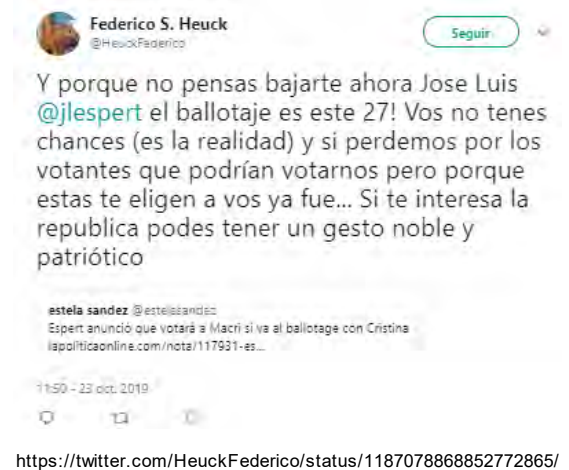 Federico S. Heuck
@HeuckFederico
Seguir
Y porque no pensas bajarte ahora Jose Luis
@jlespert el ballotaje es este 27! Vos no tenes
chances (es la realidad) y si perdemos por los
votantes que podrían votarnos pero porque
estas te eligen a vos ya fue... Si te interesa la
republica podes tener un gesto noble y
patriótico
estela sandez @estelasandez
Espert anunció que votará a Macri si va al ballotage con Cristina
lapoliticaonline.com/nota/117931-es...
11:50 - 23 oct. 2019
https://twitter.com/HeuckFederico/status/1187078868852772865/